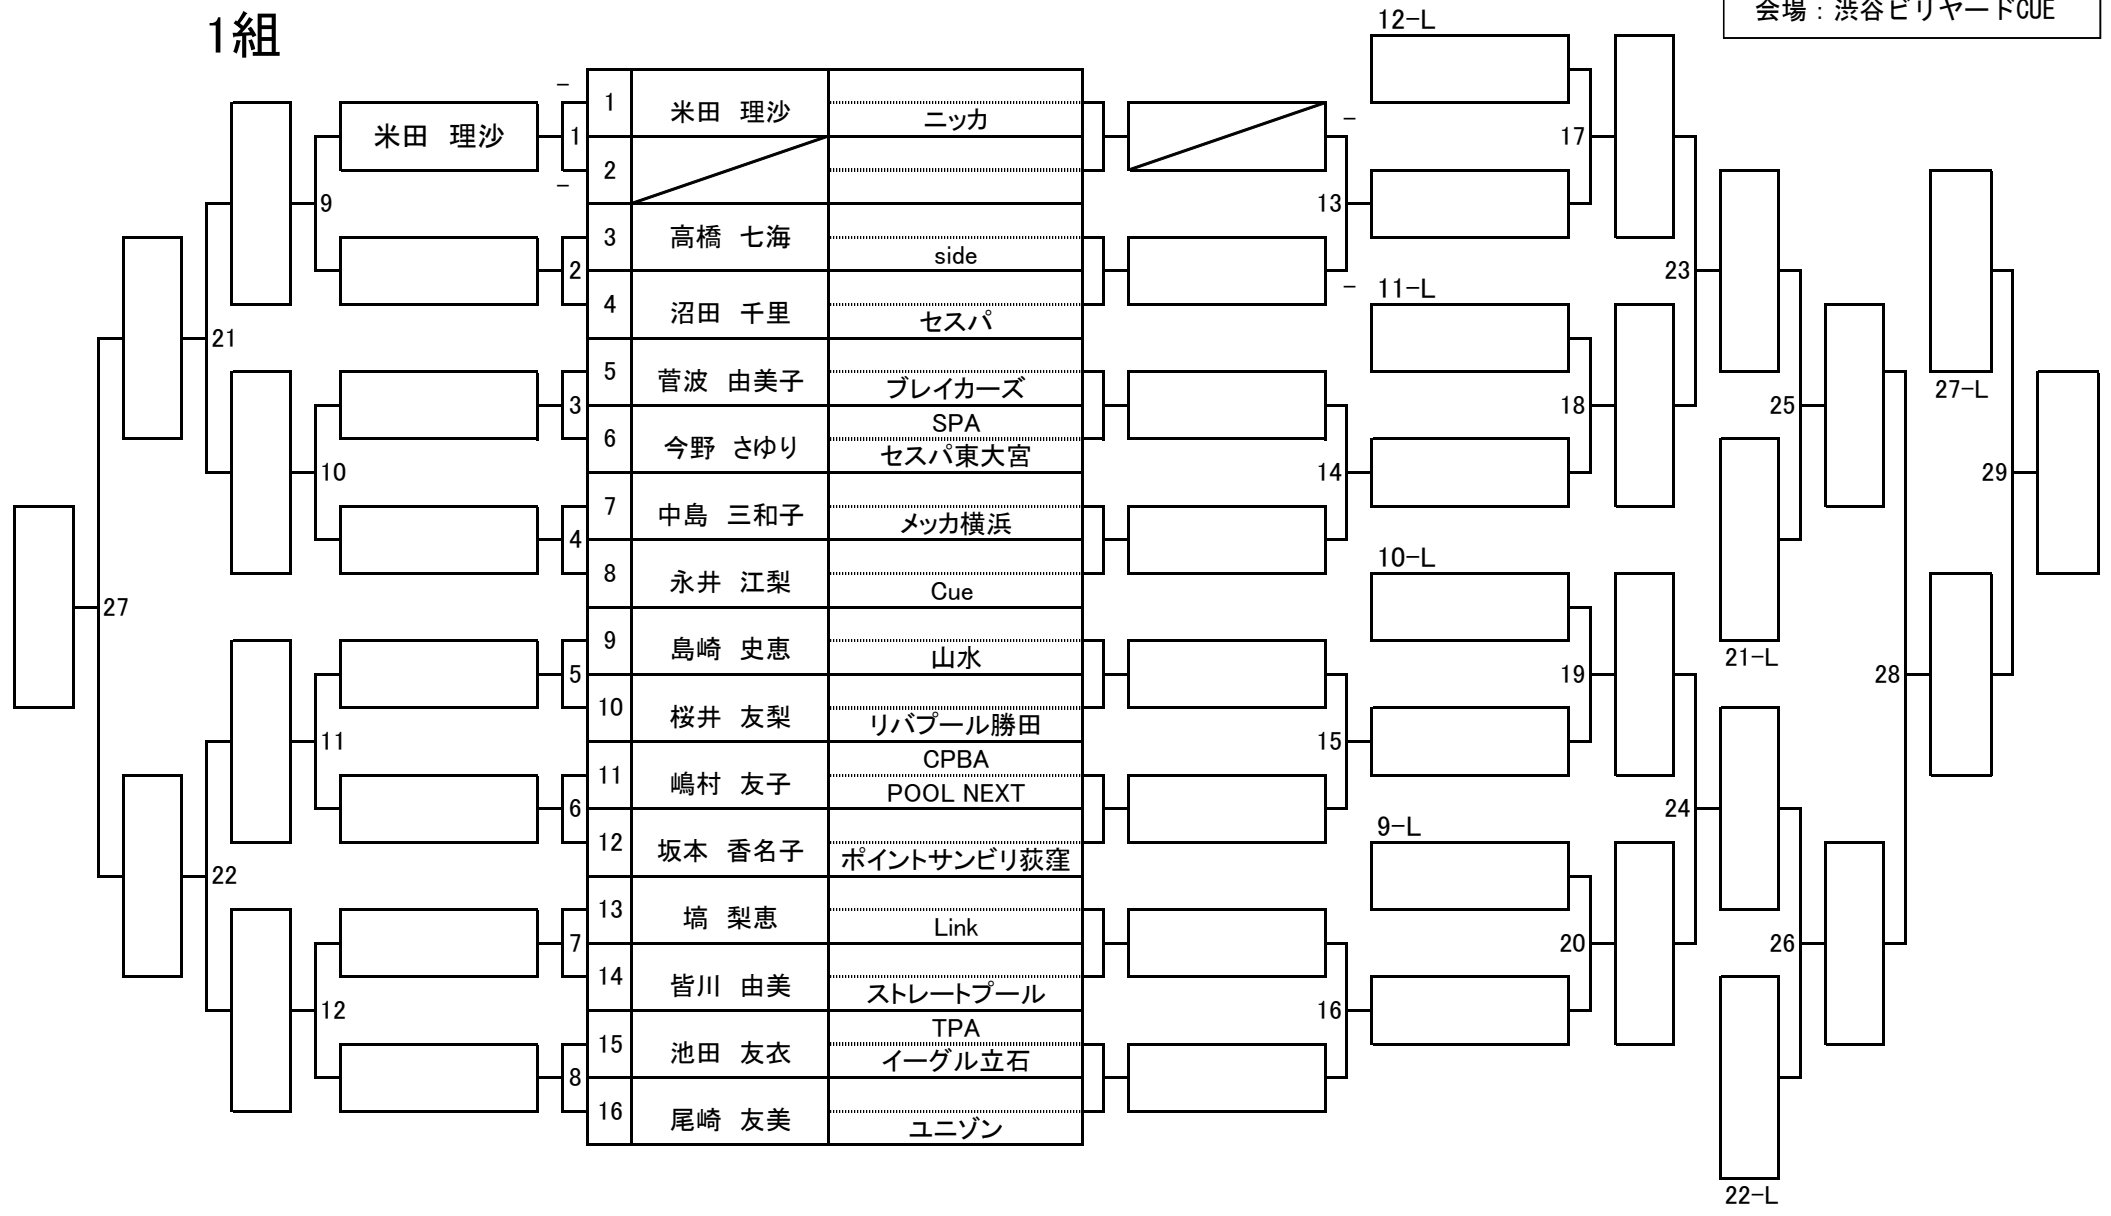 1組
会場：渋谷ビリヤードCUE
12-L
-
1
米田 理沙
ニッカ
-
米田 理沙
1
17
2
-
9
13
3
高橋 七海
side
2
23
-
11-L
4
沼田 千里
セスパ
21
5
菅波 由美子
ブレイカーズ
27-L
3
18
25
SPA
6
今野 さゆり
セスパ東大宮
10
14
29
7
中島 三和子
メッカ横浜
4
10-L
8
永井 江梨
Cue
27
9
島崎 史恵
山水
21-L
5
19
28
10
桜井 友梨
リバプール勝田
11
15
CPBA
11
嶋村 友子
POOL NEXT
6
24
9-L
12
坂本 香名子
ポイントサンビリ荻窪
22
13
塙 梨恵
Link
7
20
26
14
皆川 由美
ストレートプール
12
16
TPA
15
池田 友衣
イーグル立石
8
16
尾崎 友美
ユニゾン
22-L